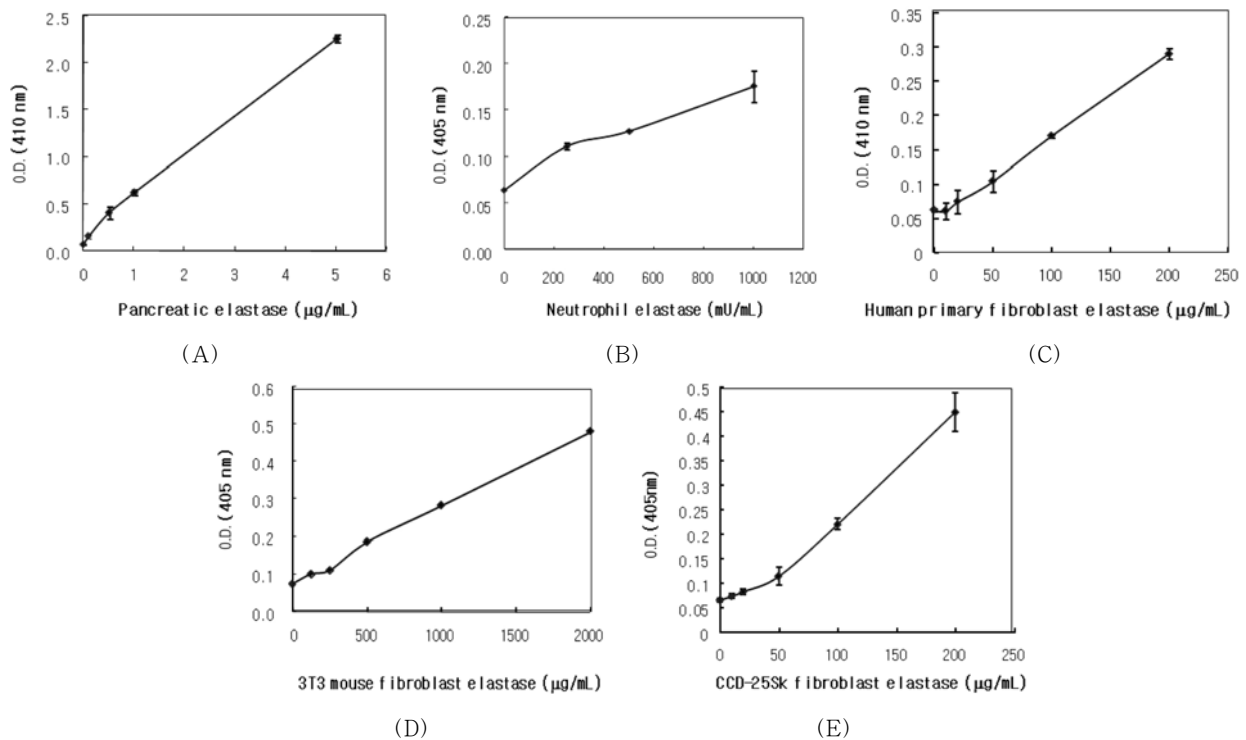 2.5
2.0
1.5
1.0
0.5
0.0
O.D. (410 nm)
0 1 2 3 4 5 6
Pancreatic elastase (μg/mL)
(A)
0.25
0.20
0.15
0.10
0.05
0.00
O.D. (405 nm)
0 200 400 600 800 1000 1200
Neutrophil elastase (mU/mL)
(B)
0.35
0.3
0.25
0.2
0.15
0.1
0.05
0
O.D. (410 nm)
0 50 100 150 200 250
Human primary fibroblast elastase (μg/mL)
(C)
0.6
0.5
0.4
0.3
0.2
0.1
0.0
O.D. (405 nm)
0 500 1000 1500 2000
3T3 mouse fibroblast elastase (μg/mL)
(D)
0.5
0.45
0.4
0.35
0.3
0.25
0.2
0.15
0.1
0.05
0
O.D. (405nm)
0 50 100 150 200 250
CCD-25Sk fibroblast elastase (μg/mL)
(E)